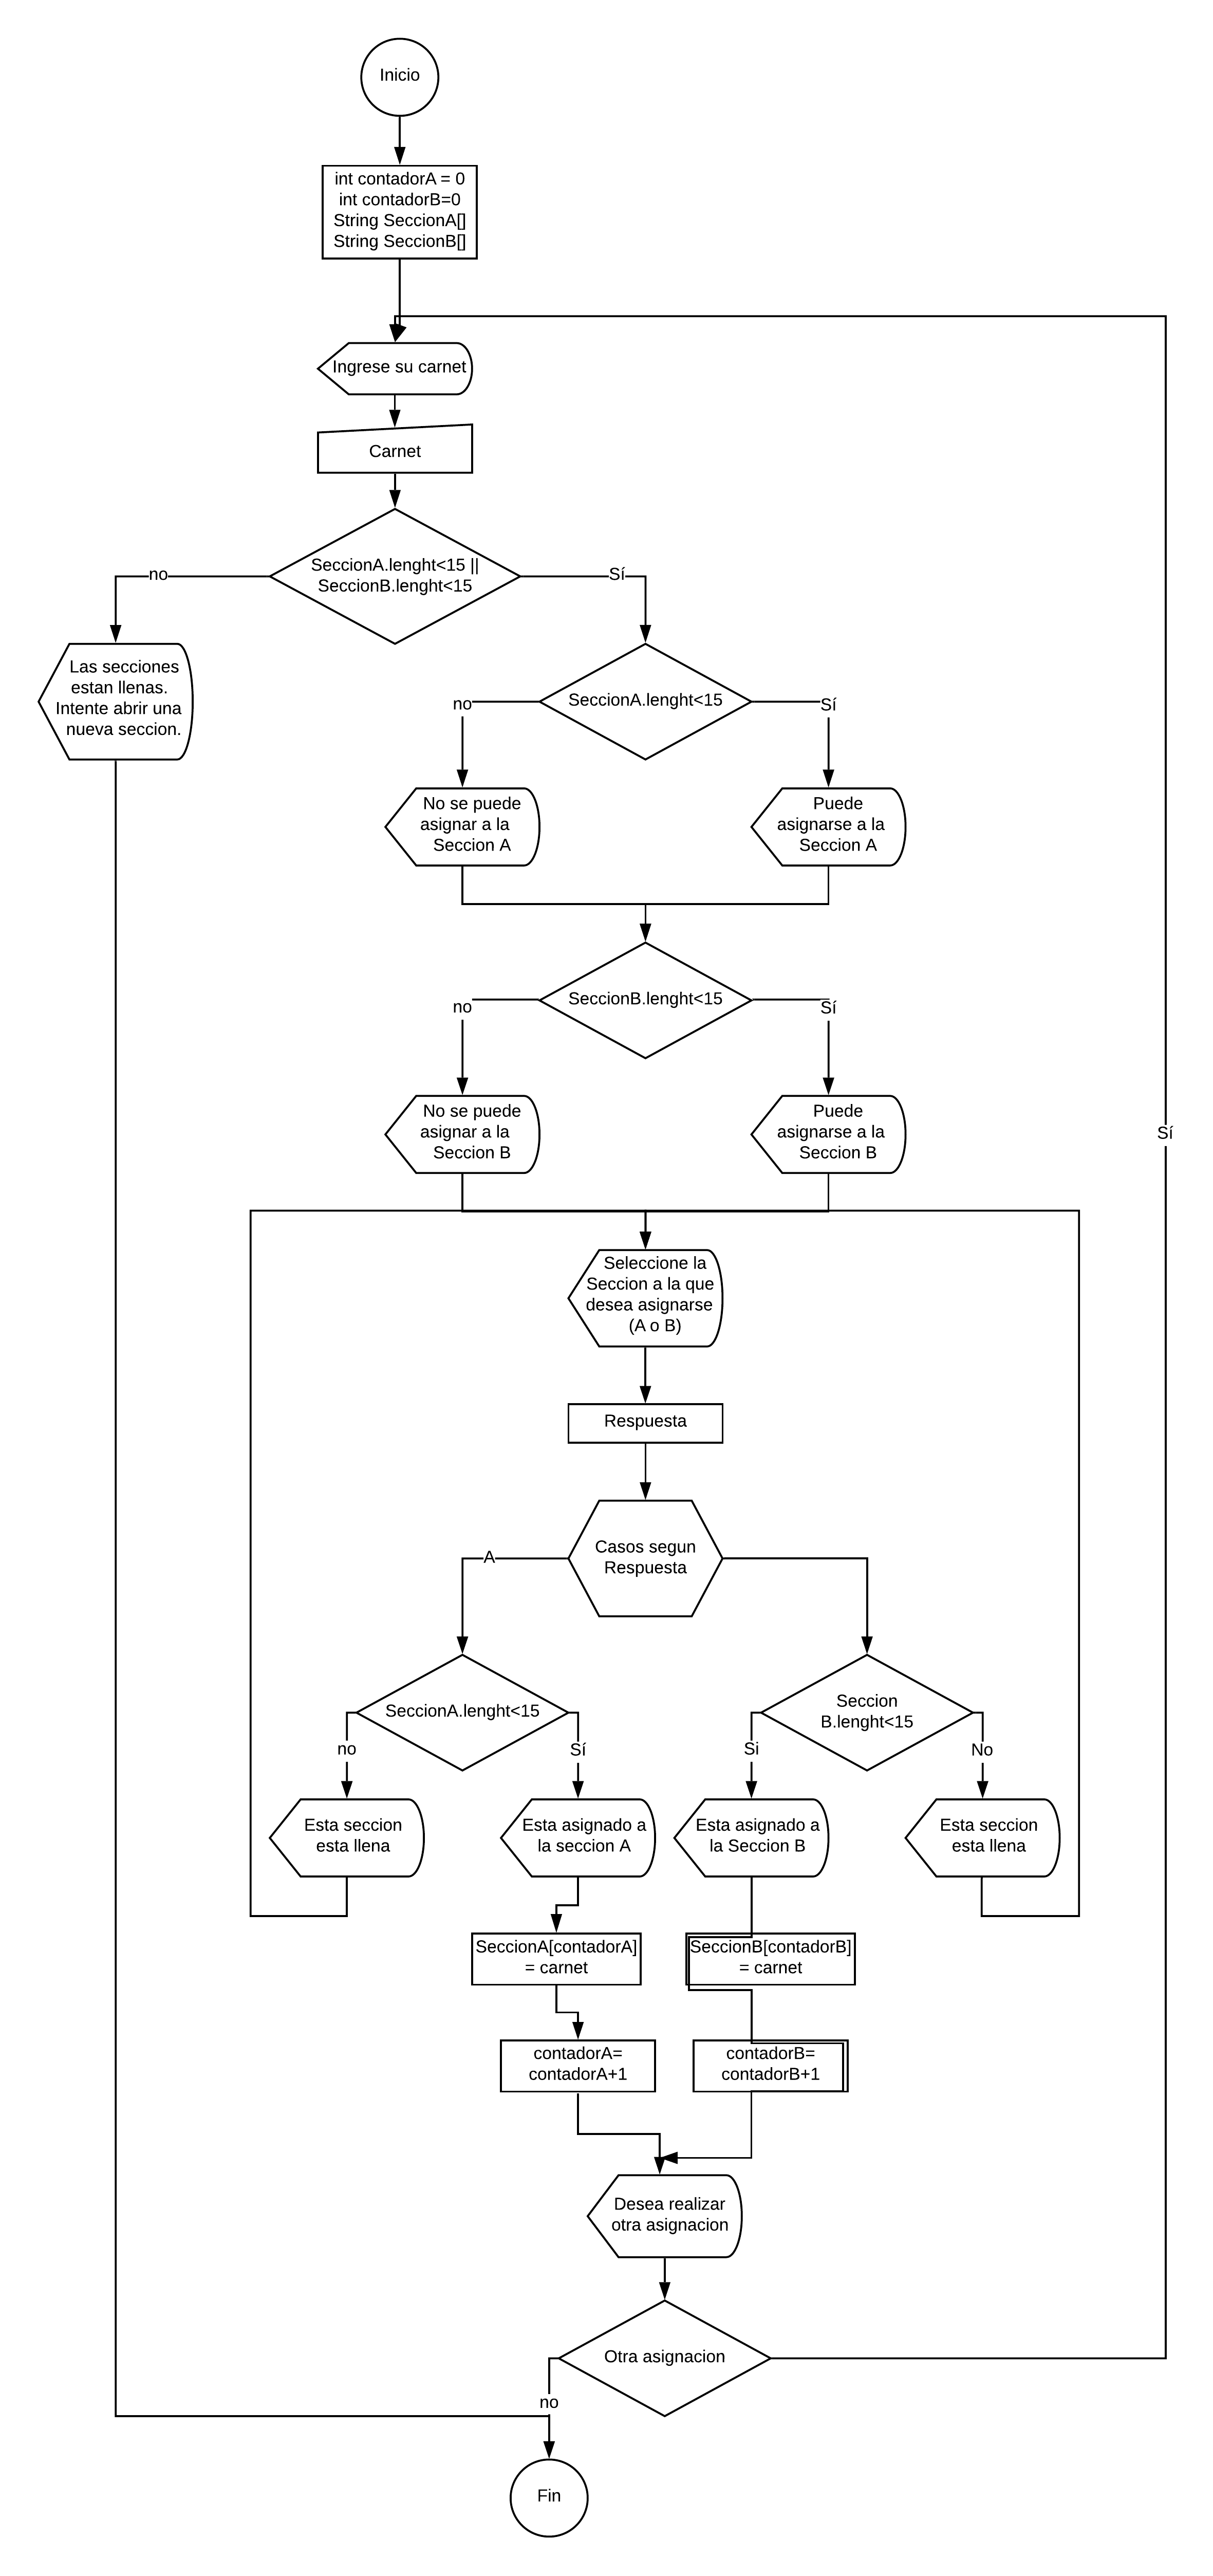 Inicio
int contadorA = 0
int contadorB=0
String SeccionA[]
String SeccionB[]
Ingrese su carnet
Carnet
SeccionA.lenght<15 ||
SeccionB.lenght<15
no
Sí
Las secciones
estan llenas.
Intente abrir una
nueva seccion.
SeccionA.lenght<15
no
Sí
No se puede
asignar a la
Seccion A
Puede
asignarse a la
Seccion A
SeccionB.lenght<15
no
Sí
No se puede
asignar a la
Seccion B
Puede
asignarse a la
Seccion B
Sí
Seleccione la
Seccion a la que
desea asignarse
(A o B)
Respuesta
Casos segun
Respuesta
A
SeccionA.lenght<15
Seccion
B.lenght<15
no
Sí
Si
No
Esta seccion
esta llena
Esta asignado a
la seccion A
Esta asignado a
la Seccion B
Esta seccion
esta llena
SeccionA[contadorA]
= carnet
SeccionB[contadorB]
= carnet
contadorA=
contadorA+1
contadorB=
contadorB+1
Desea realizar
otra asignacion
Otra asignacion
no
Fin